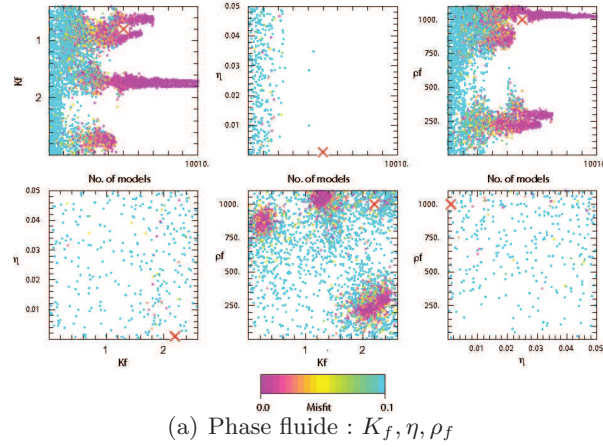 Kf
1
2
10010.
No. of models
η
0.05
0.04
0.03
0.02
0.01
10010.
No. of models
ρf
1000.
750.
500.
250.
10010.
No. of models
η
0.05
0.04
0.03
0.02
0.01
1
2
Kf
ρf
1000.
750.
500.
250.
1
2
Kf
ρf
1000.
750.
500.
250.
0.01
0.02
0.03
0.04
0.05
η
0.0 Misfit 0.1
(a) Phase fluide : K_f, η, ρ_f